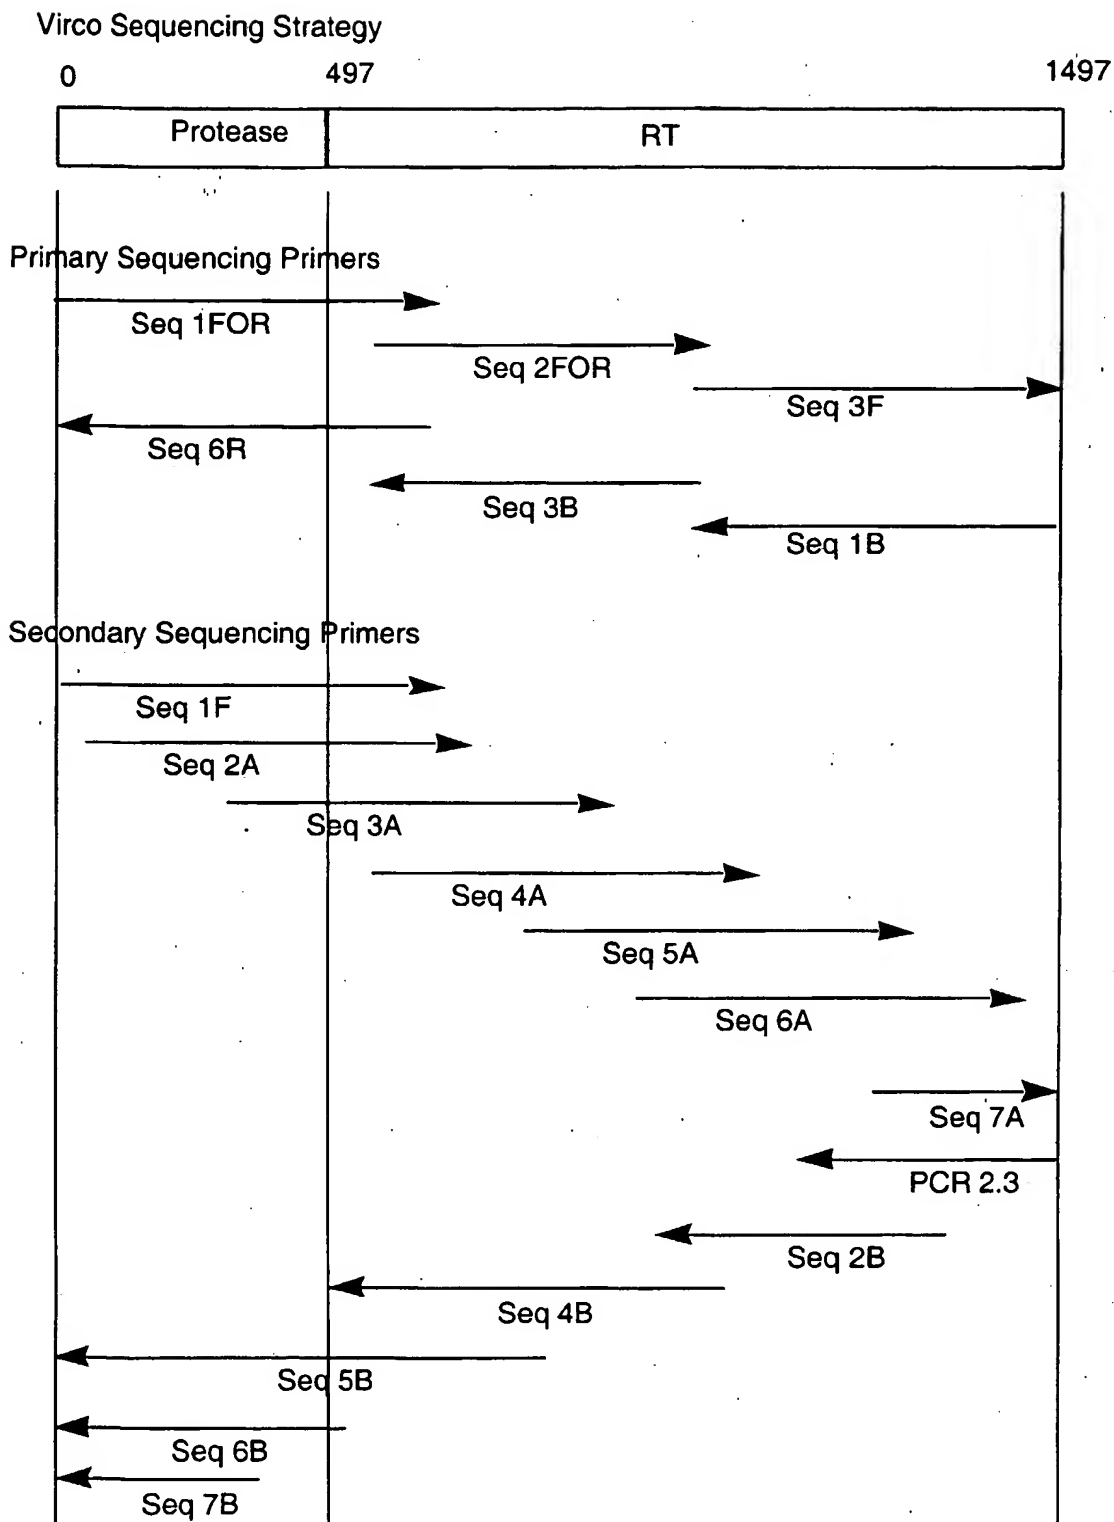 Virco Sequencing Strategy
0 497 1497
Protease RT
Primary Sequencing Primers
Seq 1FOR
Seq 2FOR
Seq 3F
Seq 6R
Seq 3B
Seq 1B
Secondary Sequencing Primers
Seq 1F
Seq 2A
Seq 3A
Seq 4A
Seq 5A
Seq 6A
Seq 7A
PCR 2.3
Seq 2B
Seq 4B
Seq 5B
Seq 6B
Seq 7B